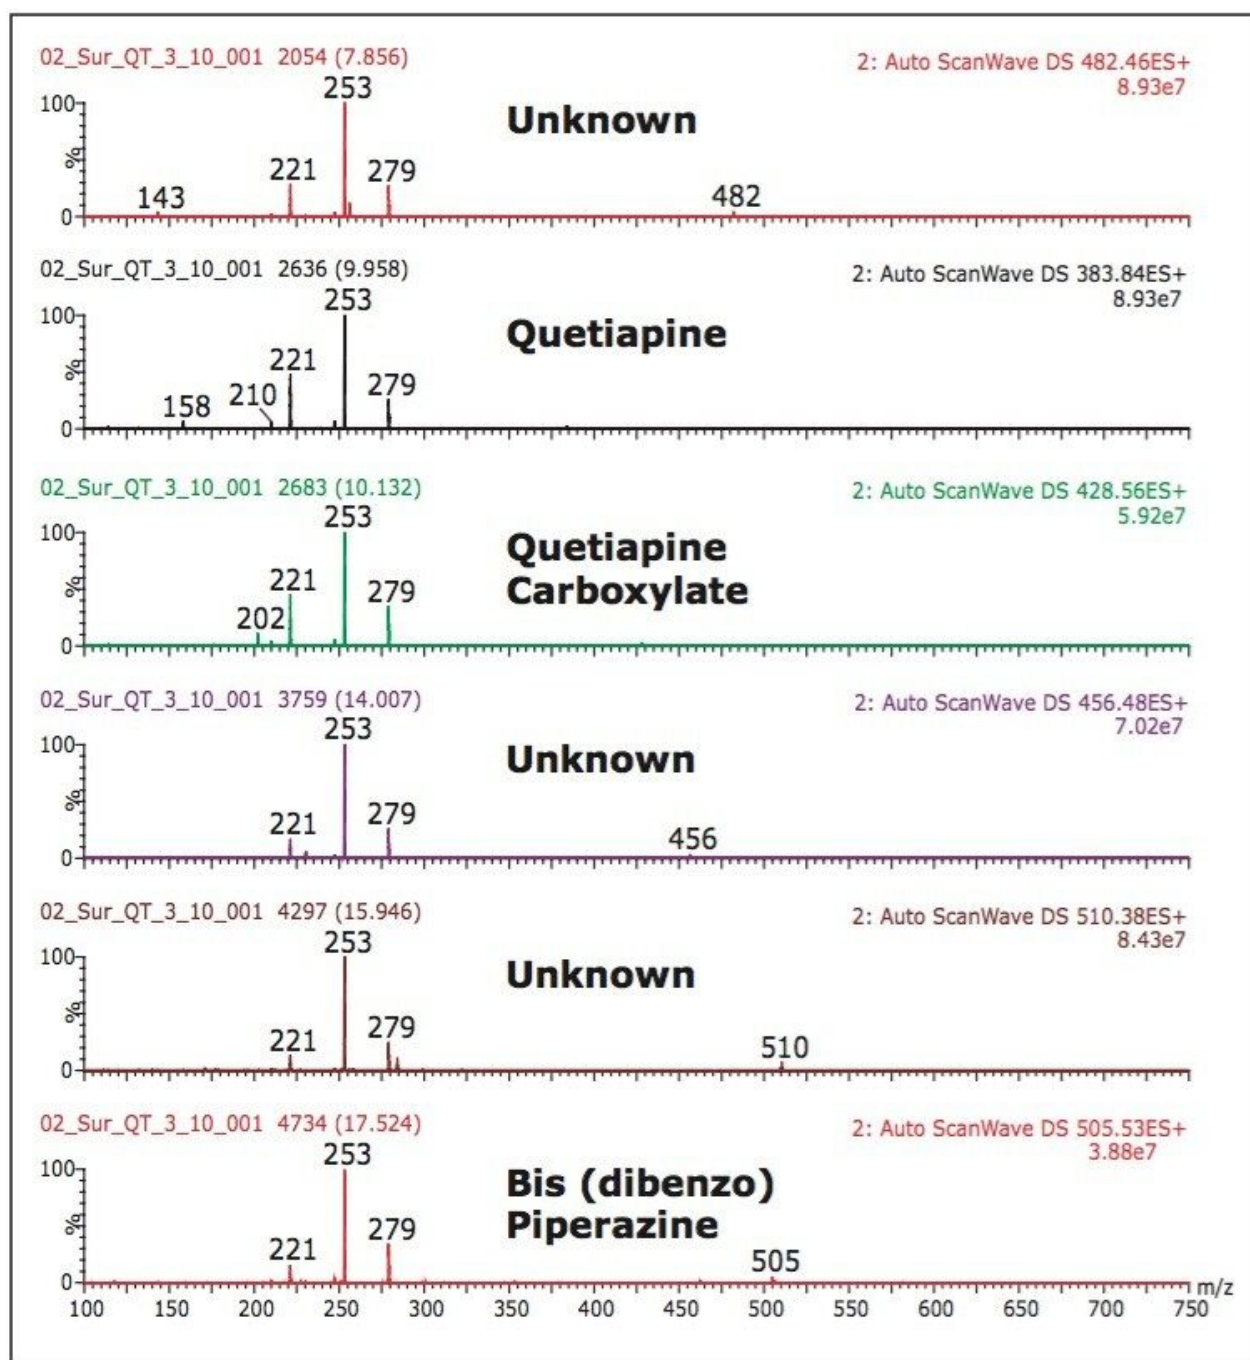 02_Sur_QT_3_10_001 2054 (7.856)
2: Auto ScanWave DS 482.46ES+
8.93e7
253
100
Unknown
%
221
279
143
482
0
02_Sur_QT_3_10_001 2636 (9.958)
2: Auto ScanWave DS 383.84ES+
8.93e7
253
100
Quetiapine
%
221
279
210
158
0
02_Sur_QT_3_10_001 2683 (10.132)
2: Auto ScanWave DS 428.56ES+
5.92e7
253
100
Quetiapine
Carboxylate
%
221
279
202
0
02_Sur_QT_3_10_001 3759 (14.007)
2: Auto ScanWave DS 456.48ES+
7.02e7
253
100
Unknown
%
221
279
456
0
02_Sur_QT_3_10_001 4297 (15.946)
2: Auto ScanWave DS 510.38ES+
8.43e7
253
100
Unknown
%
221
279
510
0
02_Sur_QT_3_10_001 4734 (17.524)
2: Auto ScanWave DS 505.53ES+
3.88e7
253
100
Bis (dibenzo)
Piperazine
%
221
279
505
0
m/z
100 150 200 250 300 350 400 450 500 550 600 650 700 750